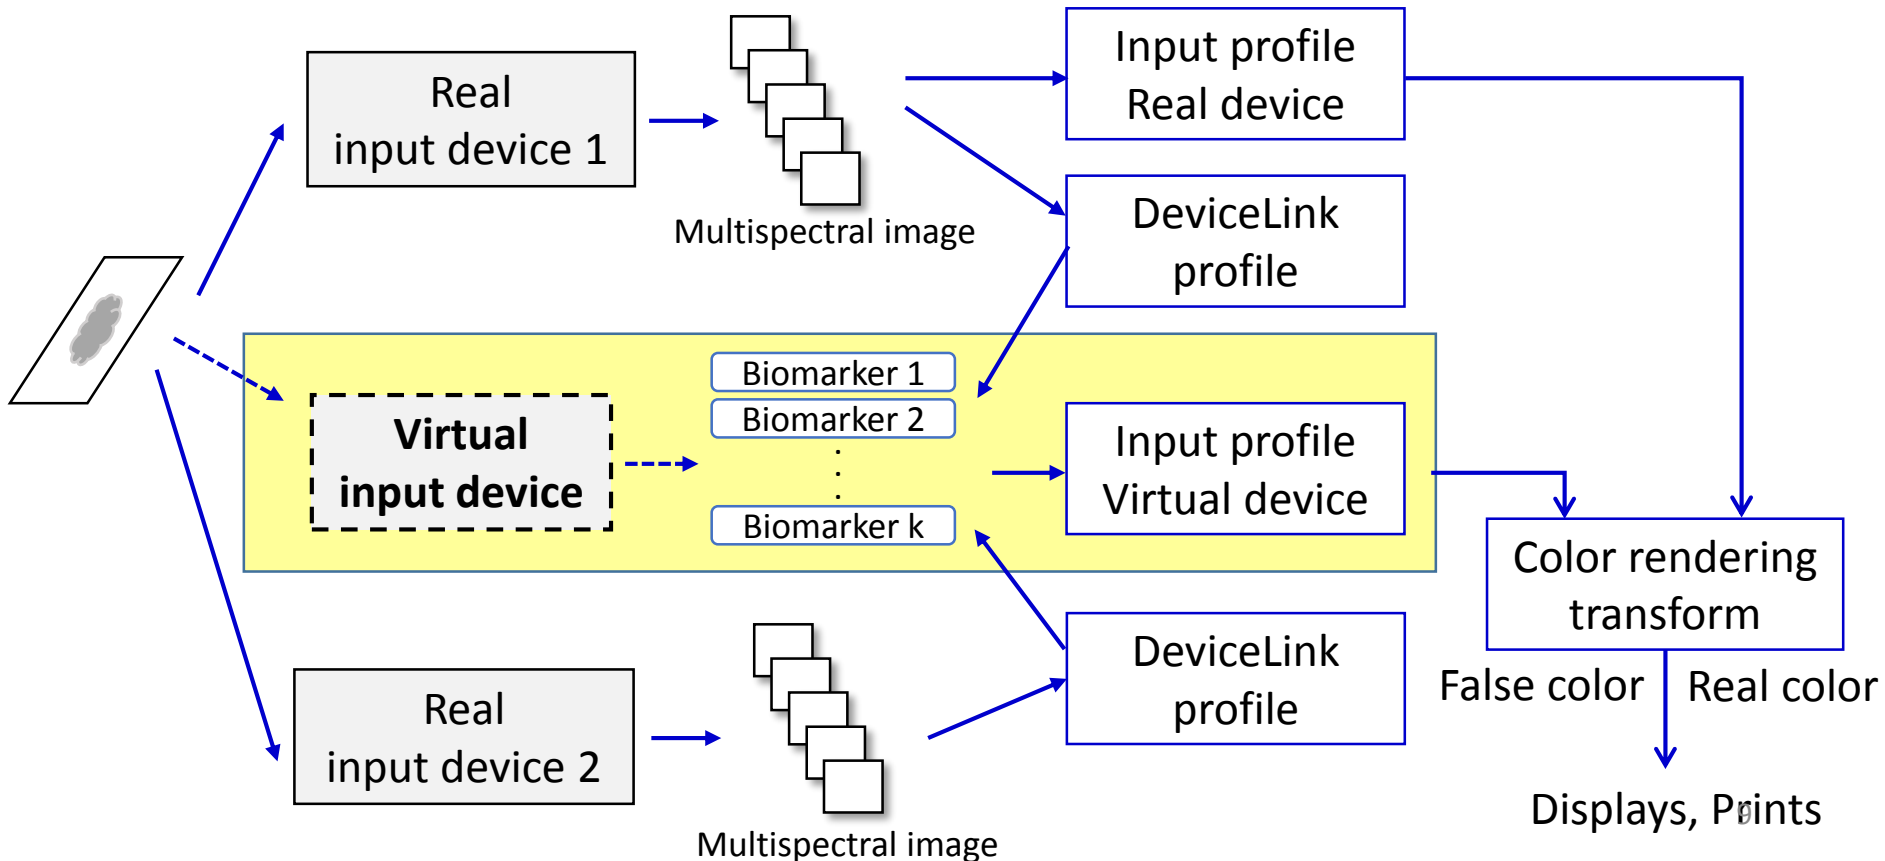 Real
input device 1
Multispectral image
Input profile
Real device
DeviceLink
profile
Virtual
input device
Biomarker 1
Biomarker 2
.
.
.
Biomarker k
Input profile
Virtual device
Color rendering
transform
False color
Real color
Real
input device 2
Multispectral image
DeviceLink
profile
Displays, Prints
9